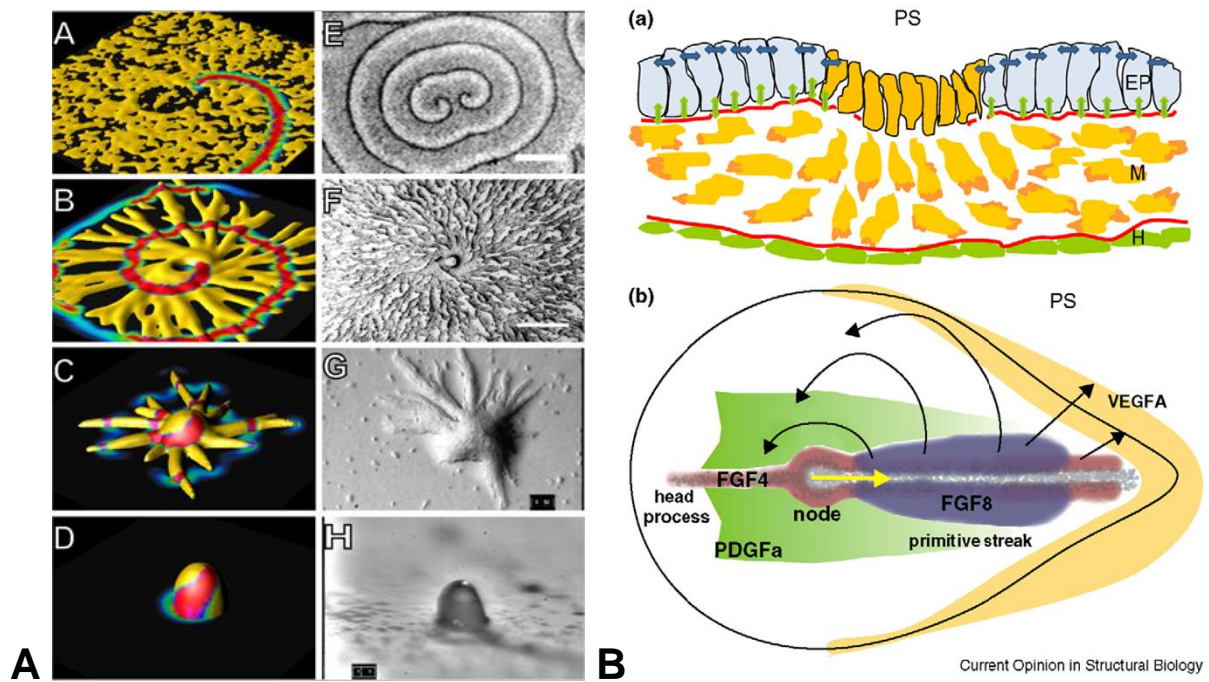 A
E
B
F
C
G
D
H
A
(a)
PS
EP
M
H
(b)
PS
VEGFA
FGF4
head
process
node
FGF8
primitive streak
PDGFa
B
Current Opinion in Structural Biology